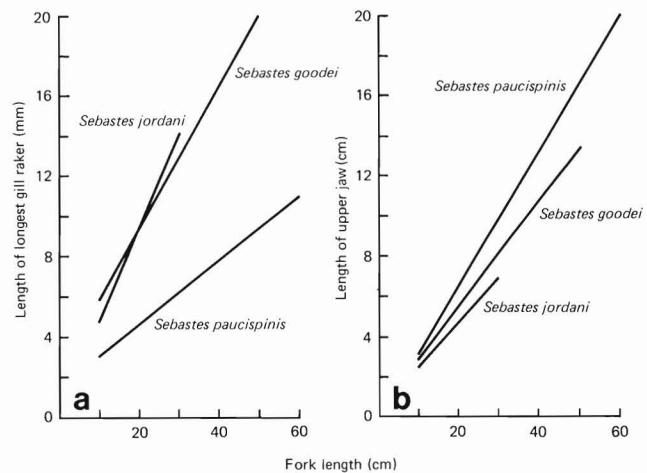 Length of longest gill raker (mm)
20
16
12
8
4
0
Sebastes goodei
Sebastes jordani
Sebastes paucispinis
a
20
40
60
Length of upper jaw (cm)
20
16
12
8
4
0
Sebastes paucispinis
Sebastes goodei
Sebastes jordani
b
20
40
60
Fork length (cm)